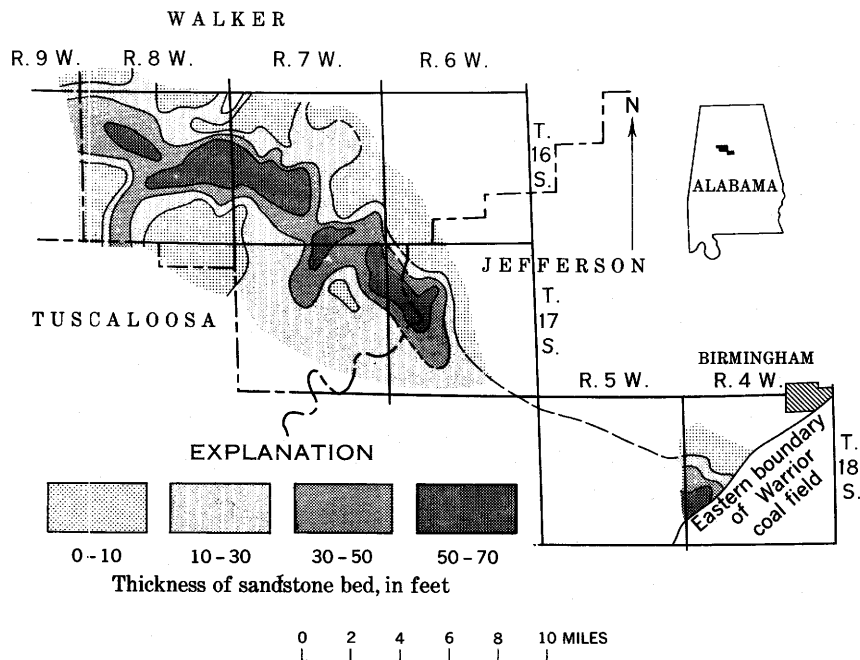 WALKER
R. 9 W. R. 8 W. R. 7 W. R. 6 W.
T.
16
S.
N
ALABAMA
JEFFERSON
TUSCALOOSA
T.
17
S.
BIRMINGHAM
R. 5 W. R. 4 W.
T.
18
S.
Eastern boundary
of Warrior
coal field
EXPLANATION
0-10 10-30 30-50 50-70
Thickness of sandstone bed, in feet
0 2 4 6 8 10 MILES